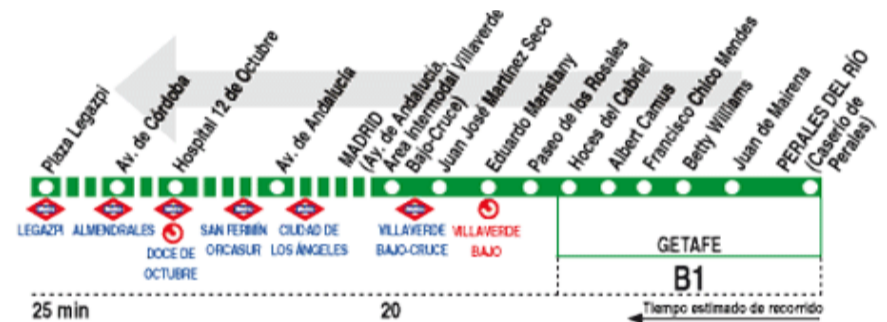 Plaza Legazpi
Av. de Córdoba
Hospital 12 de Octubre
Av. de Andalucía
MADRID
(Av. de Andalucía,
Área Intermodal Villaverde
Bajo-Cruce)
Juan José Martínez Seco
Eduardo Maristany
Paseo de los Rosales
Hoces del Gabriel
Albert Camus
Francisco Chico Mendes
Betty Williams
Juan de Mairena
PERALES DEL RÍO
(Caserío de
Perales)
LEGAZPI
ALMENDRALES
DOCE DE
OCTUBRE
SAN FERMÍN
ORCASUR
CIUDAD DE
LOS ÁNGELES
VILLAVERDE
BAJO-CRUCE
VILLAVERDE
BAJO
GETAFE
B1
25 min
20
Tiempo estimado de recorrido